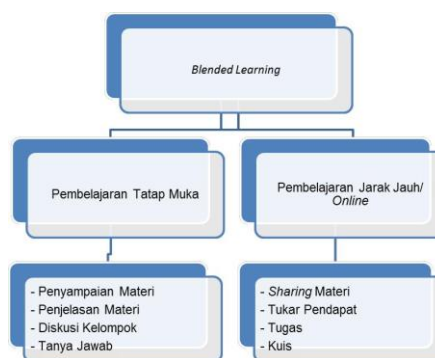 Blended Learning
Pembelajaran Tatap Muka
Pembelajaran Jarak Jauh/
Online
- Penyampaian Materi
- Penjelasan Materi
- Diskusi Kelompok
- Tanya Jawab
- Sharing Materi
- Tukar Pendapat
- Tugas
- Kuis